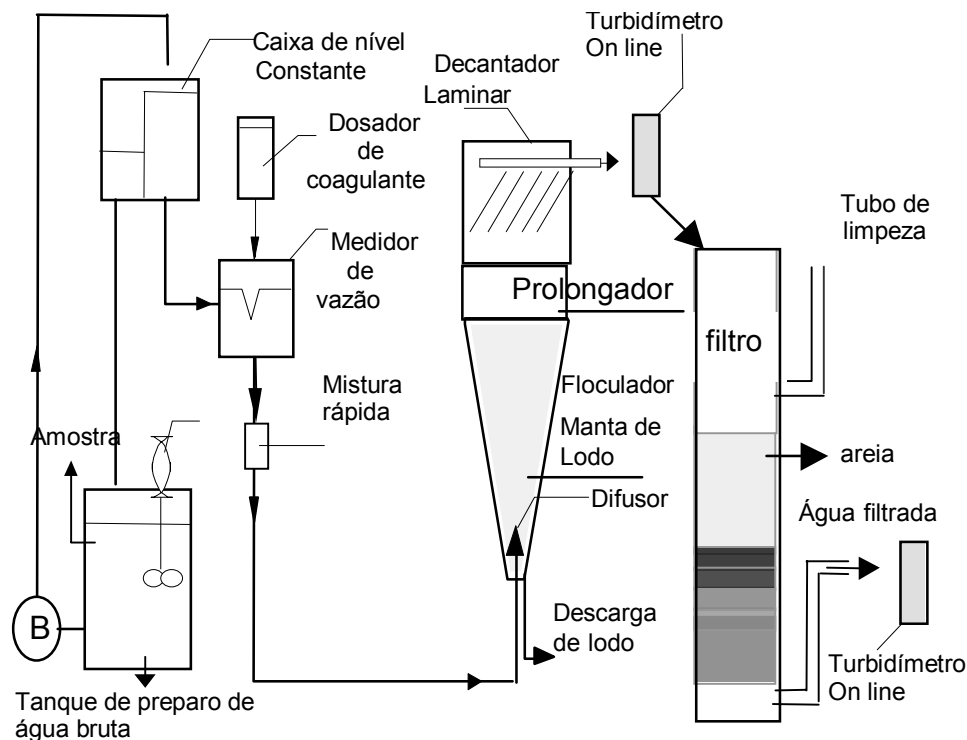 Caixa de nível
Constante
Dosador
de
coagulante
Medidor
de
vazão
Mistura
rápida
Amostra
B
Tanque de preparo de
água bruta
Decantador
Laminar
Prolongador
Floculador
Manta de
Lodo
Difusor
Descarga
de lodo
Turbidímetro
On line
filtro
Tubo de
limpeza
areia
Água filtrada
Turbidímetro
On line